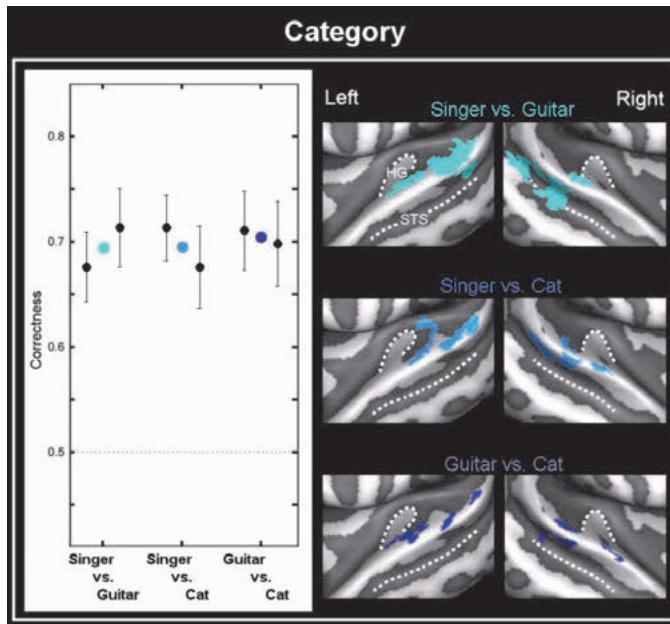 Category
Left
Right
Singer vs. Guitar
HG
STS
Singer vs. Cat
Guitar vs. Cat
Correctness
0.8
0.7
0.6
0.5
Singer
vs.
Guitar
Singer
vs.
Cat
Guitar
vs.
Cat